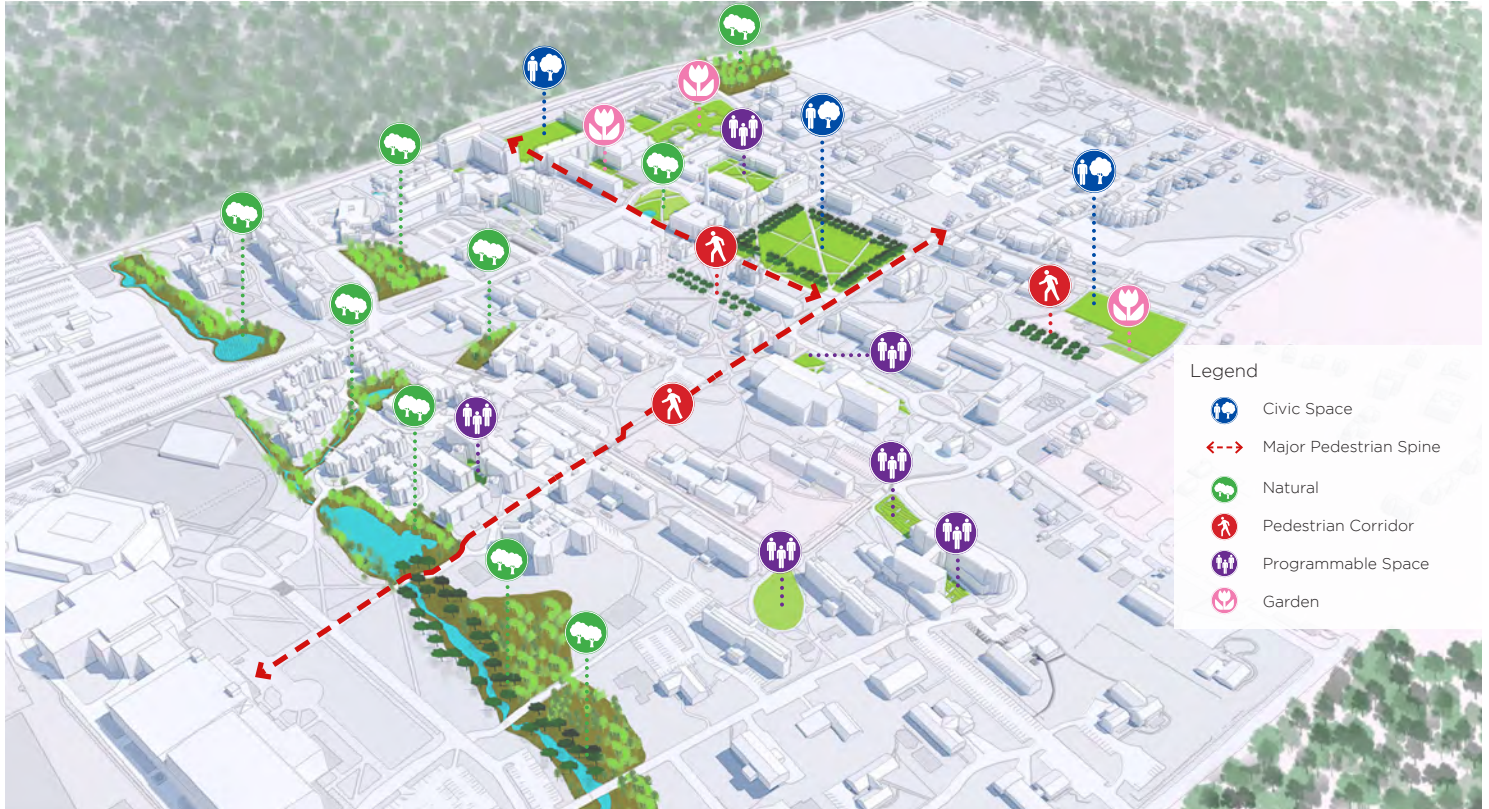 Legend
Civic Space
Major Pedestrian Spine
Natural
Pedestrian Corridor
Programmable Space
Garden